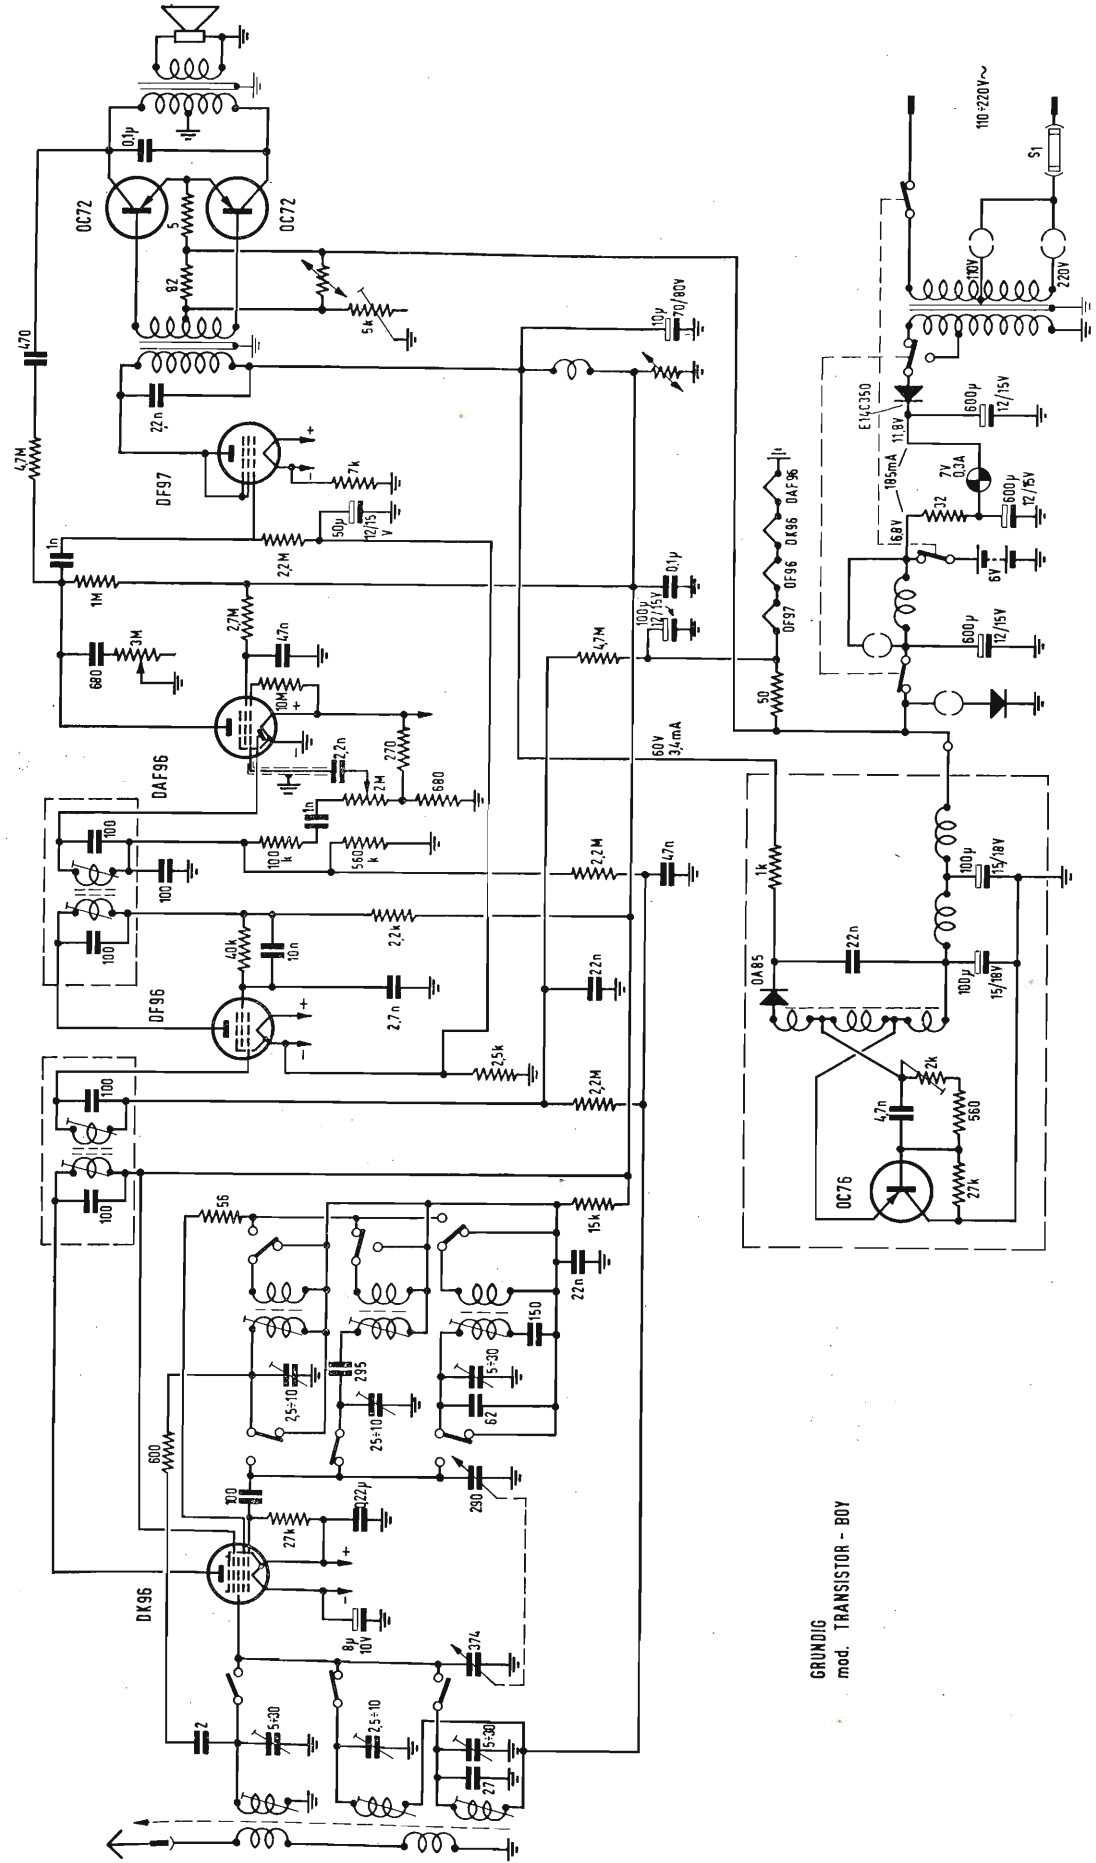 GRUNDIG
mod. TRANSISTOR - BOY
2
5÷30
2,5÷10
5÷30
27
374
DK96
8µ
10V
-
+
600
100
27k
0,22µ
290
2,5÷10
25÷10
295
62
5÷30
150
56
22n
15k
100
100
2,2M
DF96
-
+
2,5k
2,7n
40k
10n
22n
2,2k
100
100
100
100
k
1n
560
k
2,2M
47n
DAF96
2M
2,2n
270
680
-
+
10M
47n
2,7M
680
3M
1M
1n
4,7M
100µ
12/15V
0,1µ
4,7M
470
DF97
-
+
2,2M
50µ
12/15
V
7k
22n
82
5
5k
OC72
OC72
0,1µ
10µ
70/80V
DF97
DF96
DK96
DAF96
50
60V
3,4mA
OC76
27k
560
2k
4,7n
OA85
1k
22n
100µ
15/18V
100µ
15/18V
600µ
12/15V
6V
6,8V
185mA
11,8V
32
7V
0,3A
600µ
12/15V
E14C350
600µ
12/15V
110V
220V
S1
110÷220V~